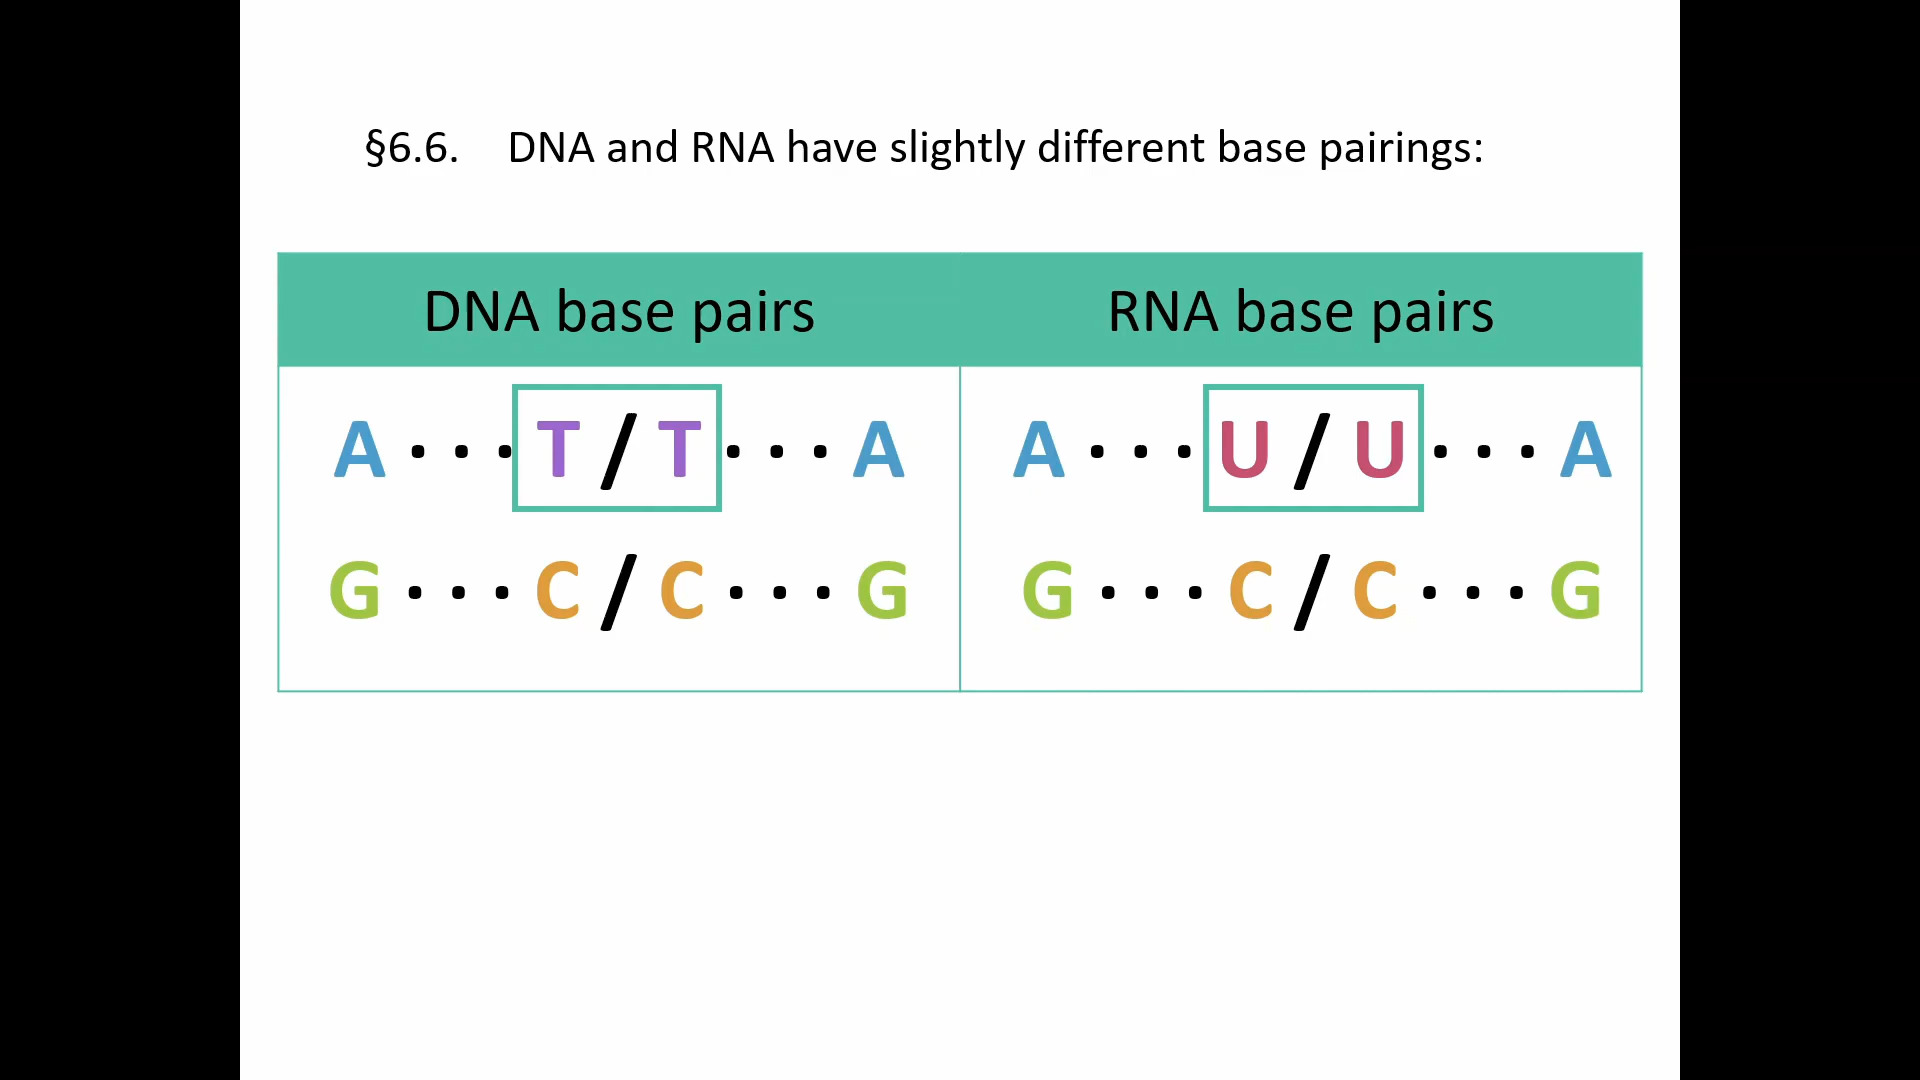 §6.6. DNA and RNA have slightly different base pairings:
DNA base pairs
RNA base pairs
A · · · T / T · · · A
G · · · C / C · · · G
A · · · U / U · · · A
G · · · C / C · · · G